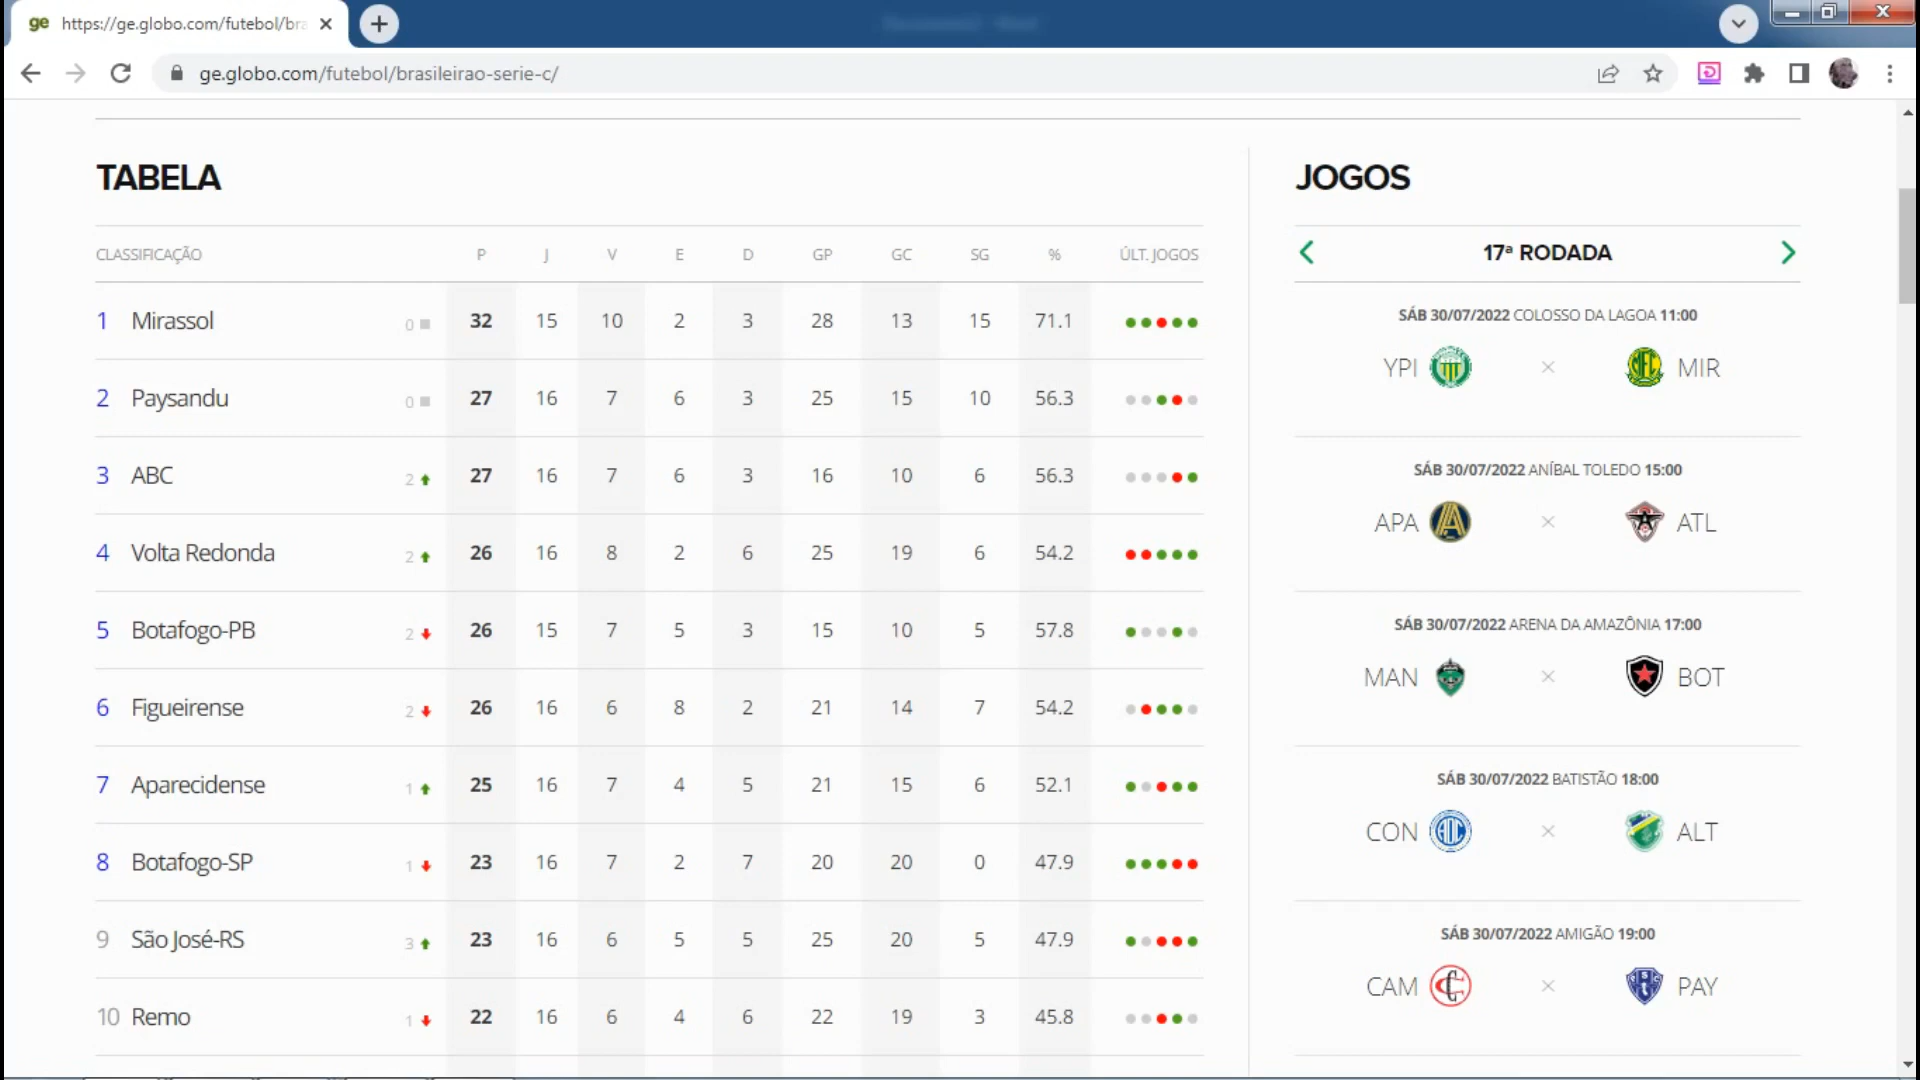 ge https://ge.globo.com/futebol/bra
ge.globo.com/futebol/brasileirao-serie-c/
TABELA
CLASSIFICAÇÃO P J V E D GP GC SG % ÚLT. JOGOS
1 Mirassol 0 32 15 10 2 3 28 13 15 71.1
2 Paysandu 0 27 16 7 6 3 25 15 10 56.3
3 ABC 2 27 16 7 6 3 16 10 6 56.3
4 Volta Redonda 2 26 16 8 2 6 25 19 6 54.2
5 Botafogo-PB 2 26 15 7 5 3 15 10 5 57.8
6 Figueirense 2 26 16 6 8 2 21 14 7 54.2
7 Aparecidense 1 25 16 7 4 5 21 15 6 52.1
8 Botafogo-SP 1 23 16 7 2 7 20 20 0 47.9
9 São José-RS 3 23 16 6 5 5 25 20 5 47.9
10 Remo 1 22 16 6 4 6 22 19 3 45.8
JOGOS
17ª RODADA
SÁB 30/07/2022 COLOSSO DA LAGOA 11:00
YPI × MIR
SÁB 30/07/2022 ANÍBAL TOLEDO 15:00
APA × ATL
SÁB 30/07/2022 ARENA DA AMAZÔNIA 17:00
MAN × BOT
SÁB 30/07/2022 BATISTÃO 18:00
CON × ALT
SÁB 30/07/2022 AMIGÃO 19:00
CAM × PAY